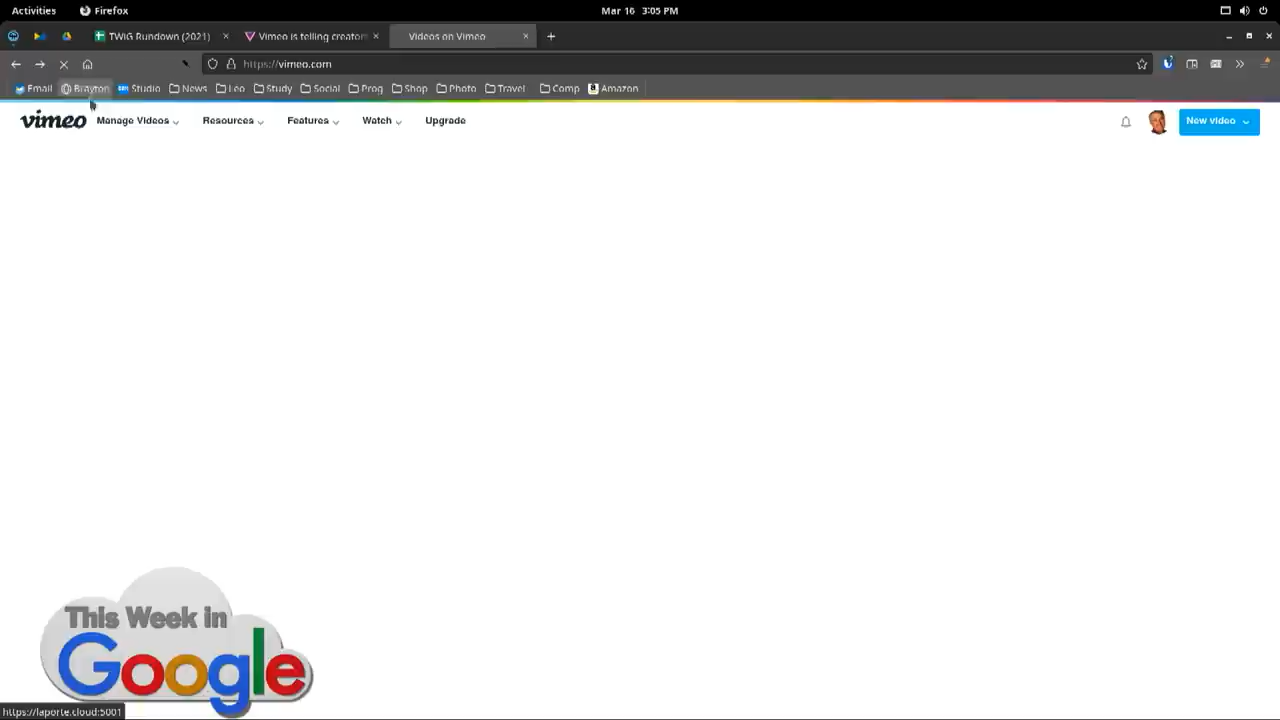 Activities Firefox Mar 16 3:05 PM
TWiG Rundown (2021) Vimeo is telling creator Videos on Vimeo
https://vimeo.com
Email Brayton Studio News Leo Study Social Prog Shop Photo Travel Comp Amazon
vimeo Manage Videos Resources Features Watch Upgrade New video
This Week in
Google
https://laporte.cloud:5001